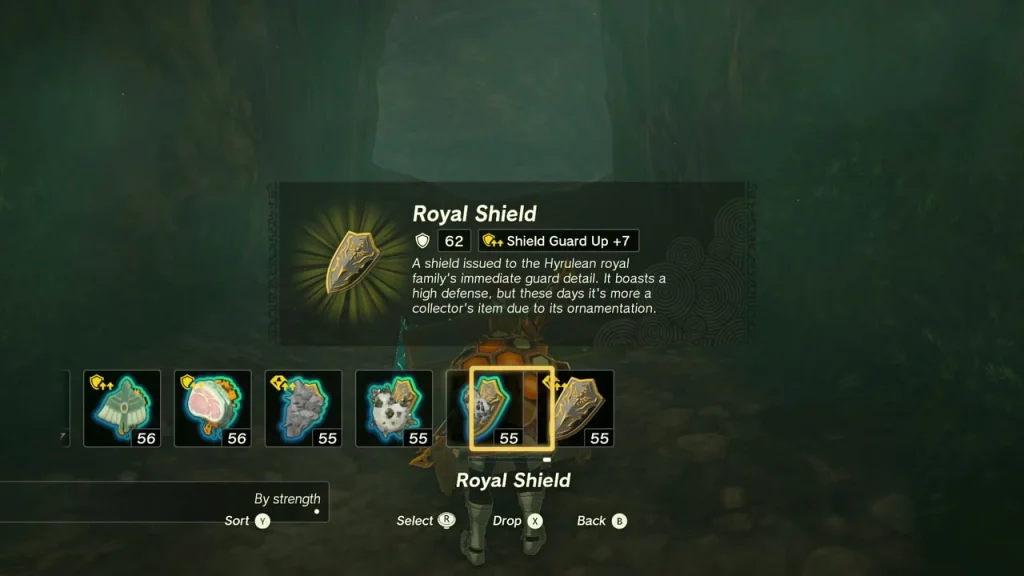 Royal Shield
62 Shield Guard Up +7
A shield issued to the Hyrulean royal
family's immediate guard detail. It boasts a
high defense, but these days it's more a
collector's item due to its ornamentation.
56 56 55 55 55 55
Royal Shield
By strength
Sort Y Select R Drop X Back B